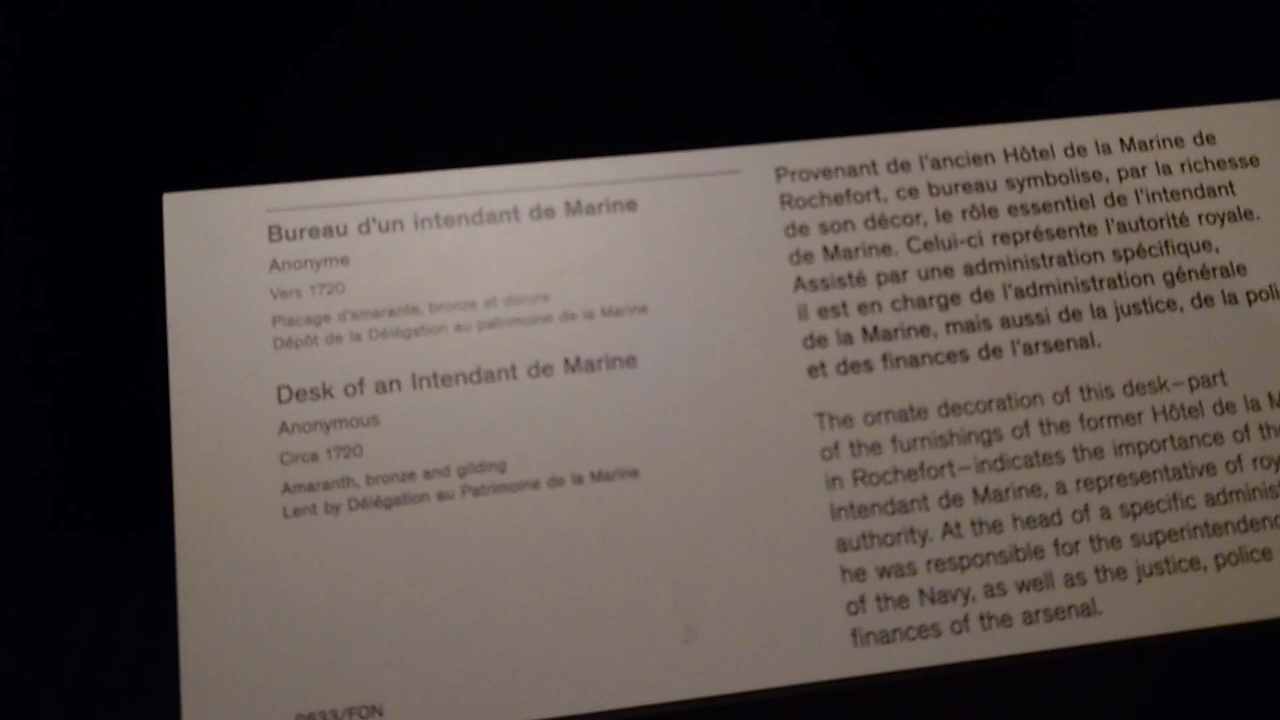 Bureau d'un intendant de Marine
Anonyme
Vers 1720
Placage d'amarante, bronze et dorure
Dépôt de la Délégation au patrimoine de la Marine
Desk of an Intendant de Marine
Anonymous
Circa 1720
Amaranth, bronze and gilding
Lent by Délégation au Patrimoine de la Marine
Provenant de l'ancien Hôtel de la Marine de
Rochefort, ce bureau symbolise, par la richesse
de son décor, le rôle essentiel de l'intendant
de Marine. Celui-ci représente l'autorité royale.
Assisté par une administration spécifique,
il est en charge de l'administration générale
de la Marine, mais aussi de la justice, de la poli
et des finances de l'arsenal.
The ornate decoration of this desk–part
of the furnishings of the former Hôtel de la M
in Rochefort–indicates the importance of the
Intendant de Marine, a representative of roy
authority. At the head of a specific adminis
he was responsible for the superintendenc
of the Navy, as well as the justice, police
finances of the arsenal.